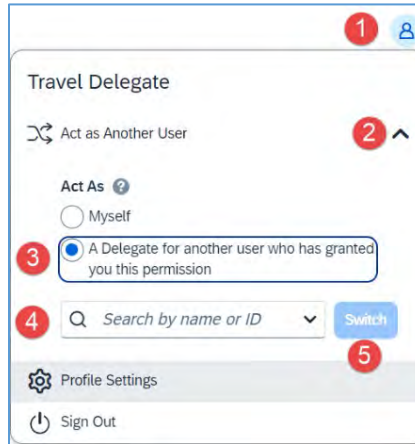 1
Travel Delegate
Act as Another User
2
Act As ?
Myself
3
A Delegate for another user who has granted
you this permission
4
Search by name or ID
Switch
5
Profile Settings
Sign Out